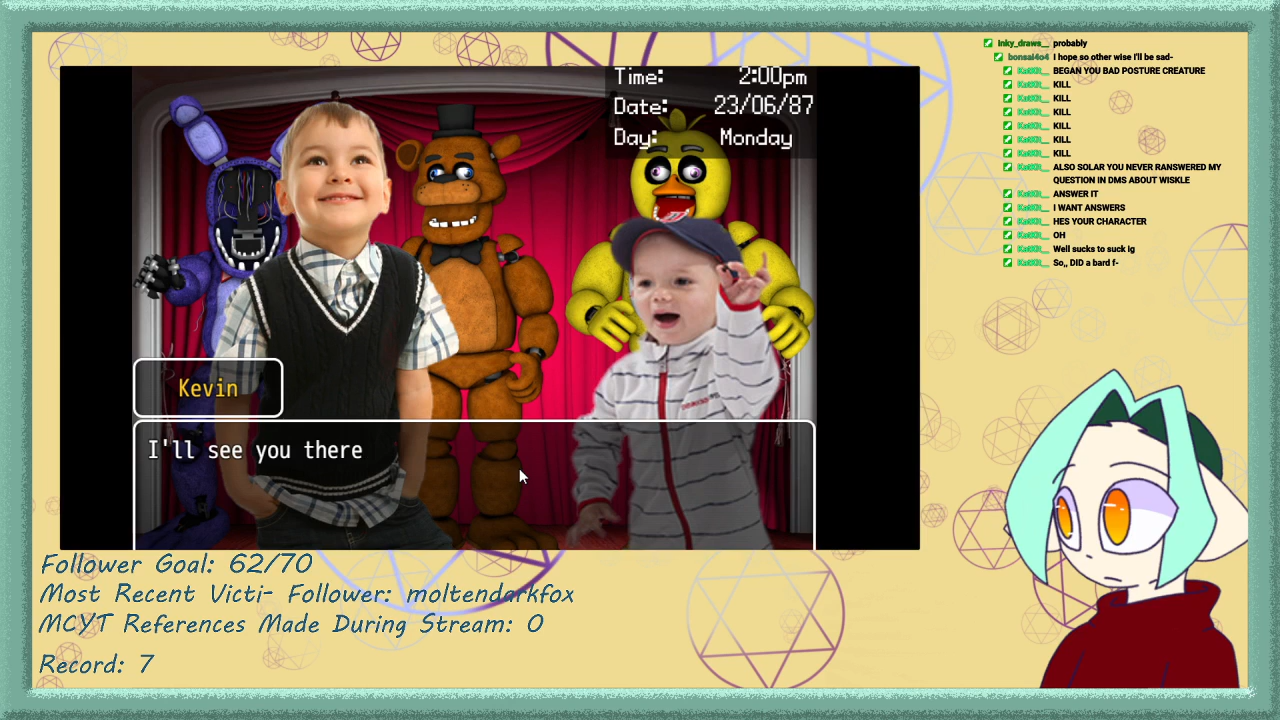 Time: 2:00pm
Date: 23/06/87
Day: Monday
Kevin
I'll see you there
Follower Goal: 62/70
Most Recent Victi- Follower: moltendarkfox
MCYT References Made During Stream: 0
Record: 7
Inky_draws__ probably
bonsai4o4 I hope so other wise I'll be sad-
BEGAN YOU BAD POSTURE CREATURE
KILL
KILL
KILL
KILL
KILL
KILL
ALSO SOLAR YOU NEVER RANSWERED MY
QUESTION IN DMS ABOUT WISKLE
ANSWER IT
I WANT ANSWERS
HES YOUR CHARACTER
OH
Well sucks to suck ig
So,, DID a bard f-